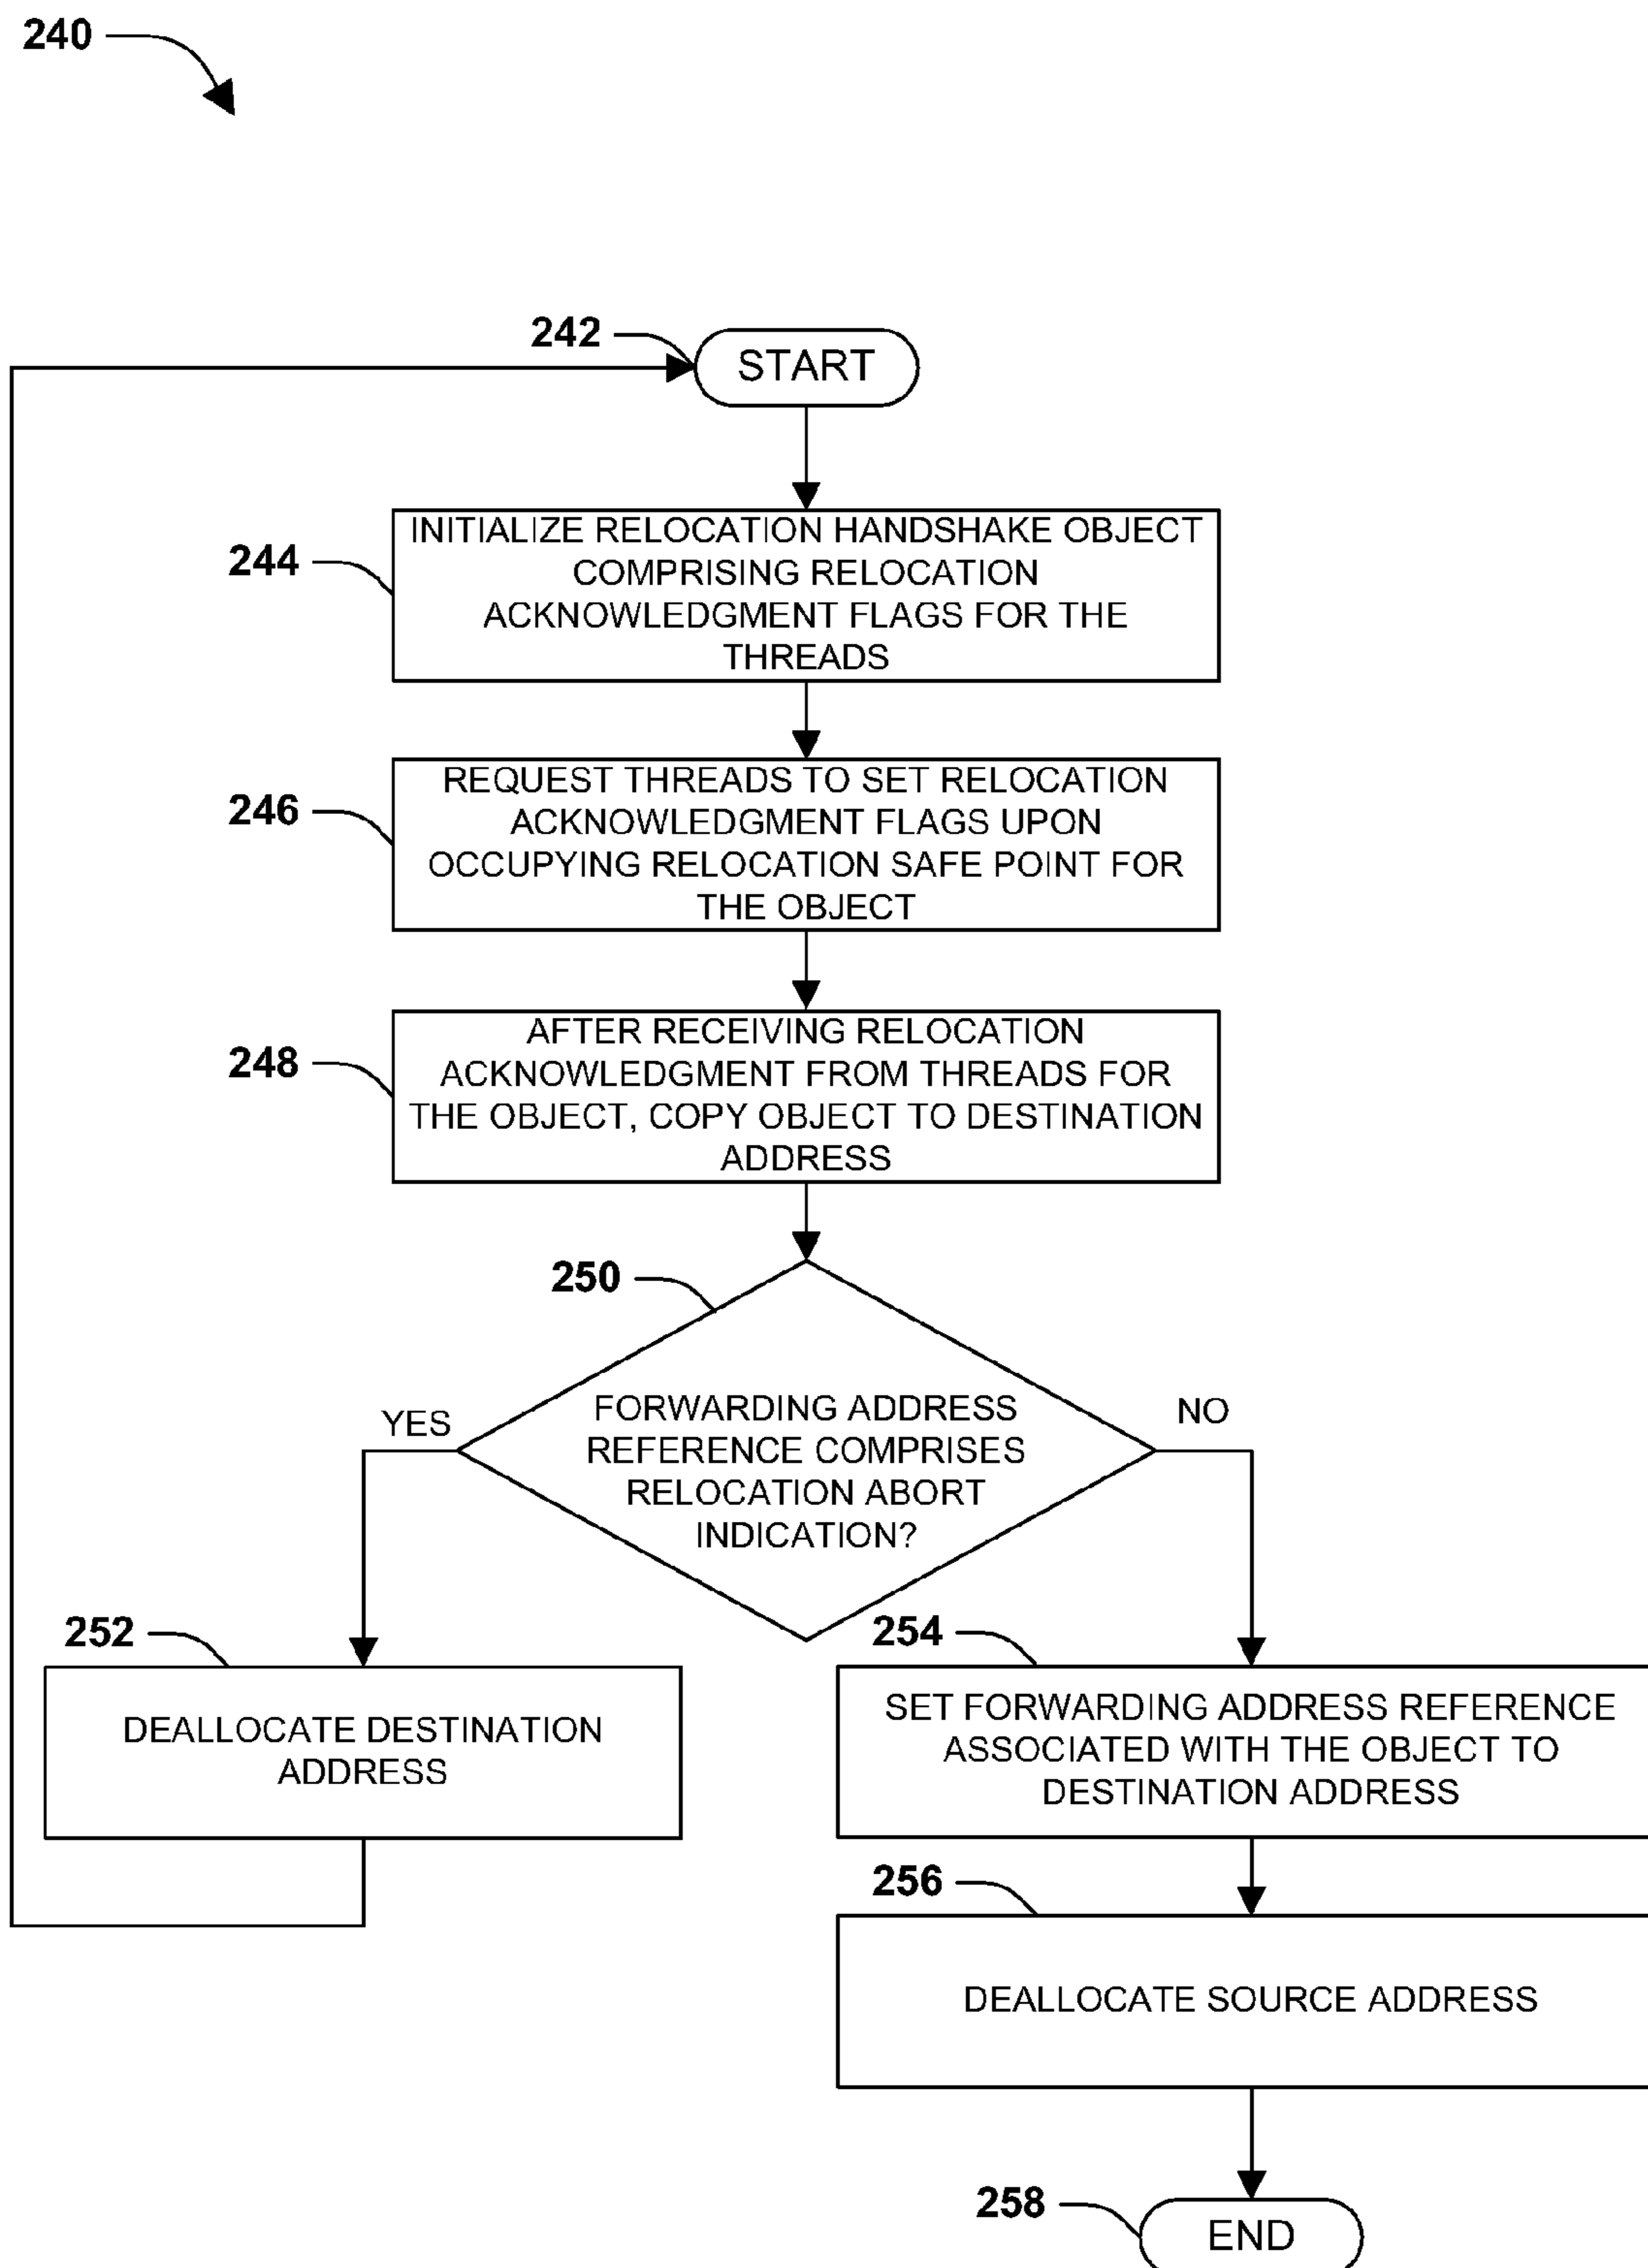 240
242
START
244
INITIALIZE RELOCATION HANDSHAKE OBJECT
COMPRISING RELOCATION
ACKNOWLEDGMENT FLAGS FOR THE
THREADS
246
REQUEST THREADS TO SET RELOCATION
ACKNOWLEDGMENT FLAGS UPON
OCCUPYING RELOCATION SAFE POINT FOR
THE OBJECT
248
AFTER RECEIVING RELOCATION
ACKNOWLEDGMENT FROM THREADS FOR
THE OBJECT, COPY OBJECT TO DESTINATION
ADDRESS
250
FORWARDING ADDRESS
REFERENCE COMPRISES
RELOCATION ABORT
INDICATION?
YES
NO
252
DEALLOCATE DESTINATION
ADDRESS
254
SET FORWARDING ADDRESS REFERENCE
ASSOCIATED WITH THE OBJECT TO
DESTINATION ADDRESS
256
DEALLOCATE SOURCE ADDRESS
258
END